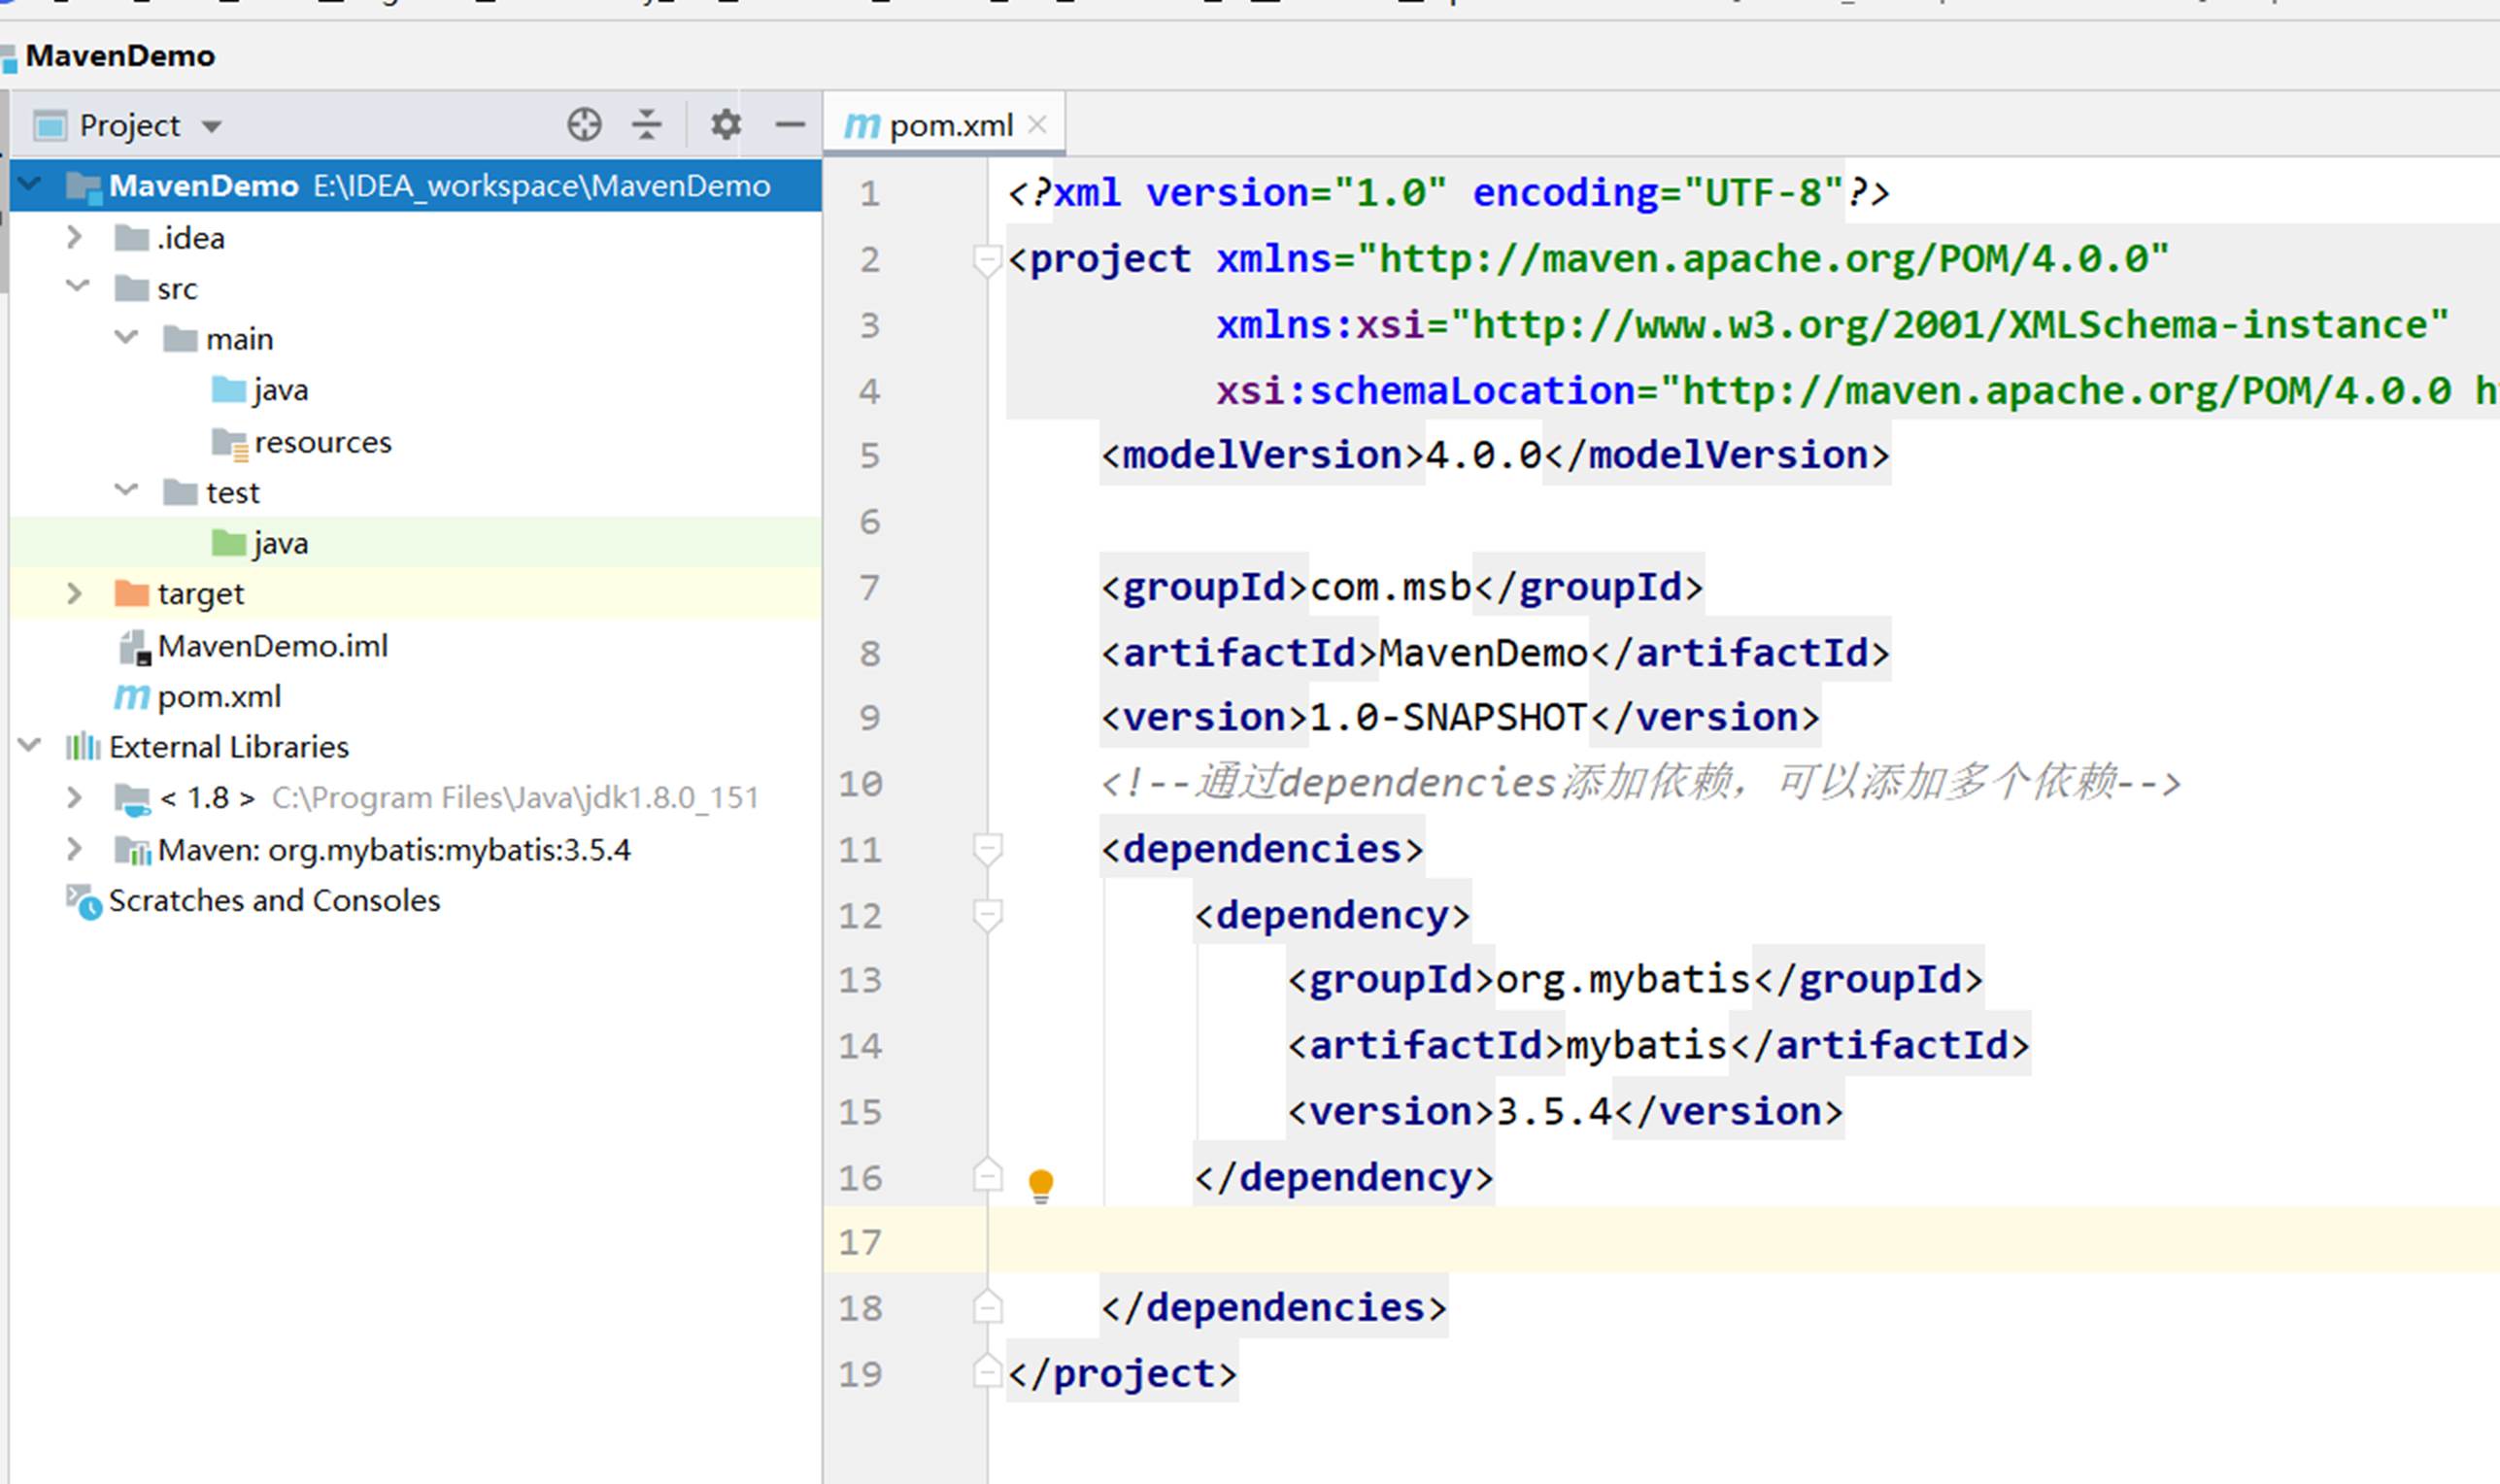 MavenDemo
Project
MavenDemo E:\IDEA_workspace\MavenDemo
.idea
src
main
java
resources
test
java
target
MavenDemo.iml
pom.xml
External Libraries
< 1.8 > C:\Program Files\Java\jdk1.8.0_151
Maven: org.mybatis:mybatis:3.5.4
Scratches and Consoles
pom.xml
1 <?xml version="1.0" encoding="UTF-8"?>
2 <project xmlns="http://maven.apache.org/POM/4.0.0"
3 xmlns:xsi="http://www.w3.org/2001/XMLSchema-instance"
4 xsi:schemaLocation="http://maven.apache.org/POM/4.0.0
5 <modelVersion>4.0.0</modelVersion>
6
7 <groupId>com.msb</groupId>
8 <artifactId>MavenDemo</artifactId>
9 <version>1.0-SNAPSHOT</version>
10 <!--通过dependencies添加依赖，可以添加多个依赖-->
11 <dependencies>
12 <dependency>
13 <groupId>org.mybatis</groupId>
14 <artifactId>mybatis</artifactId>
15 <version>3.5.4</version>
16 </dependency>
17
18 </dependencies>
19 </project>